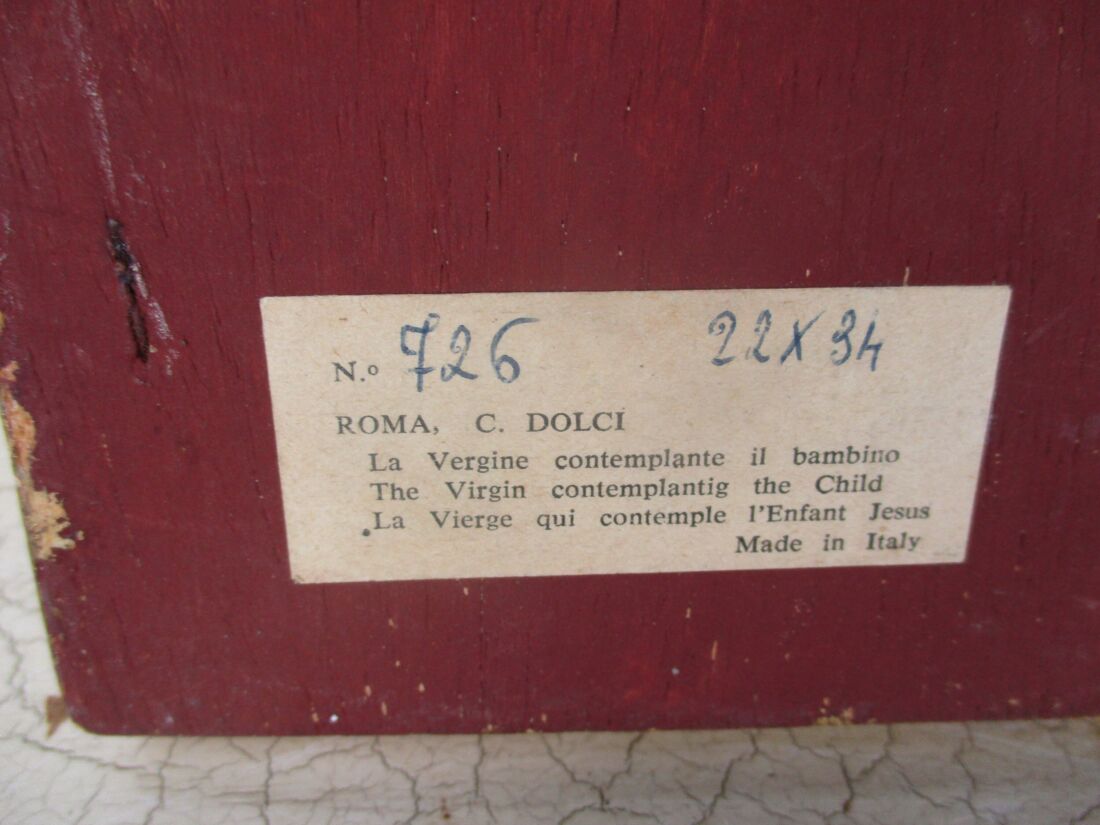 N.º 726 22X34
ROMA, C. DOLCI
La Vergine contemplante il bambino
The Virgin contemplantig the Child
La Vierge qui contemple l'Enfant Jesus
Made in Italy